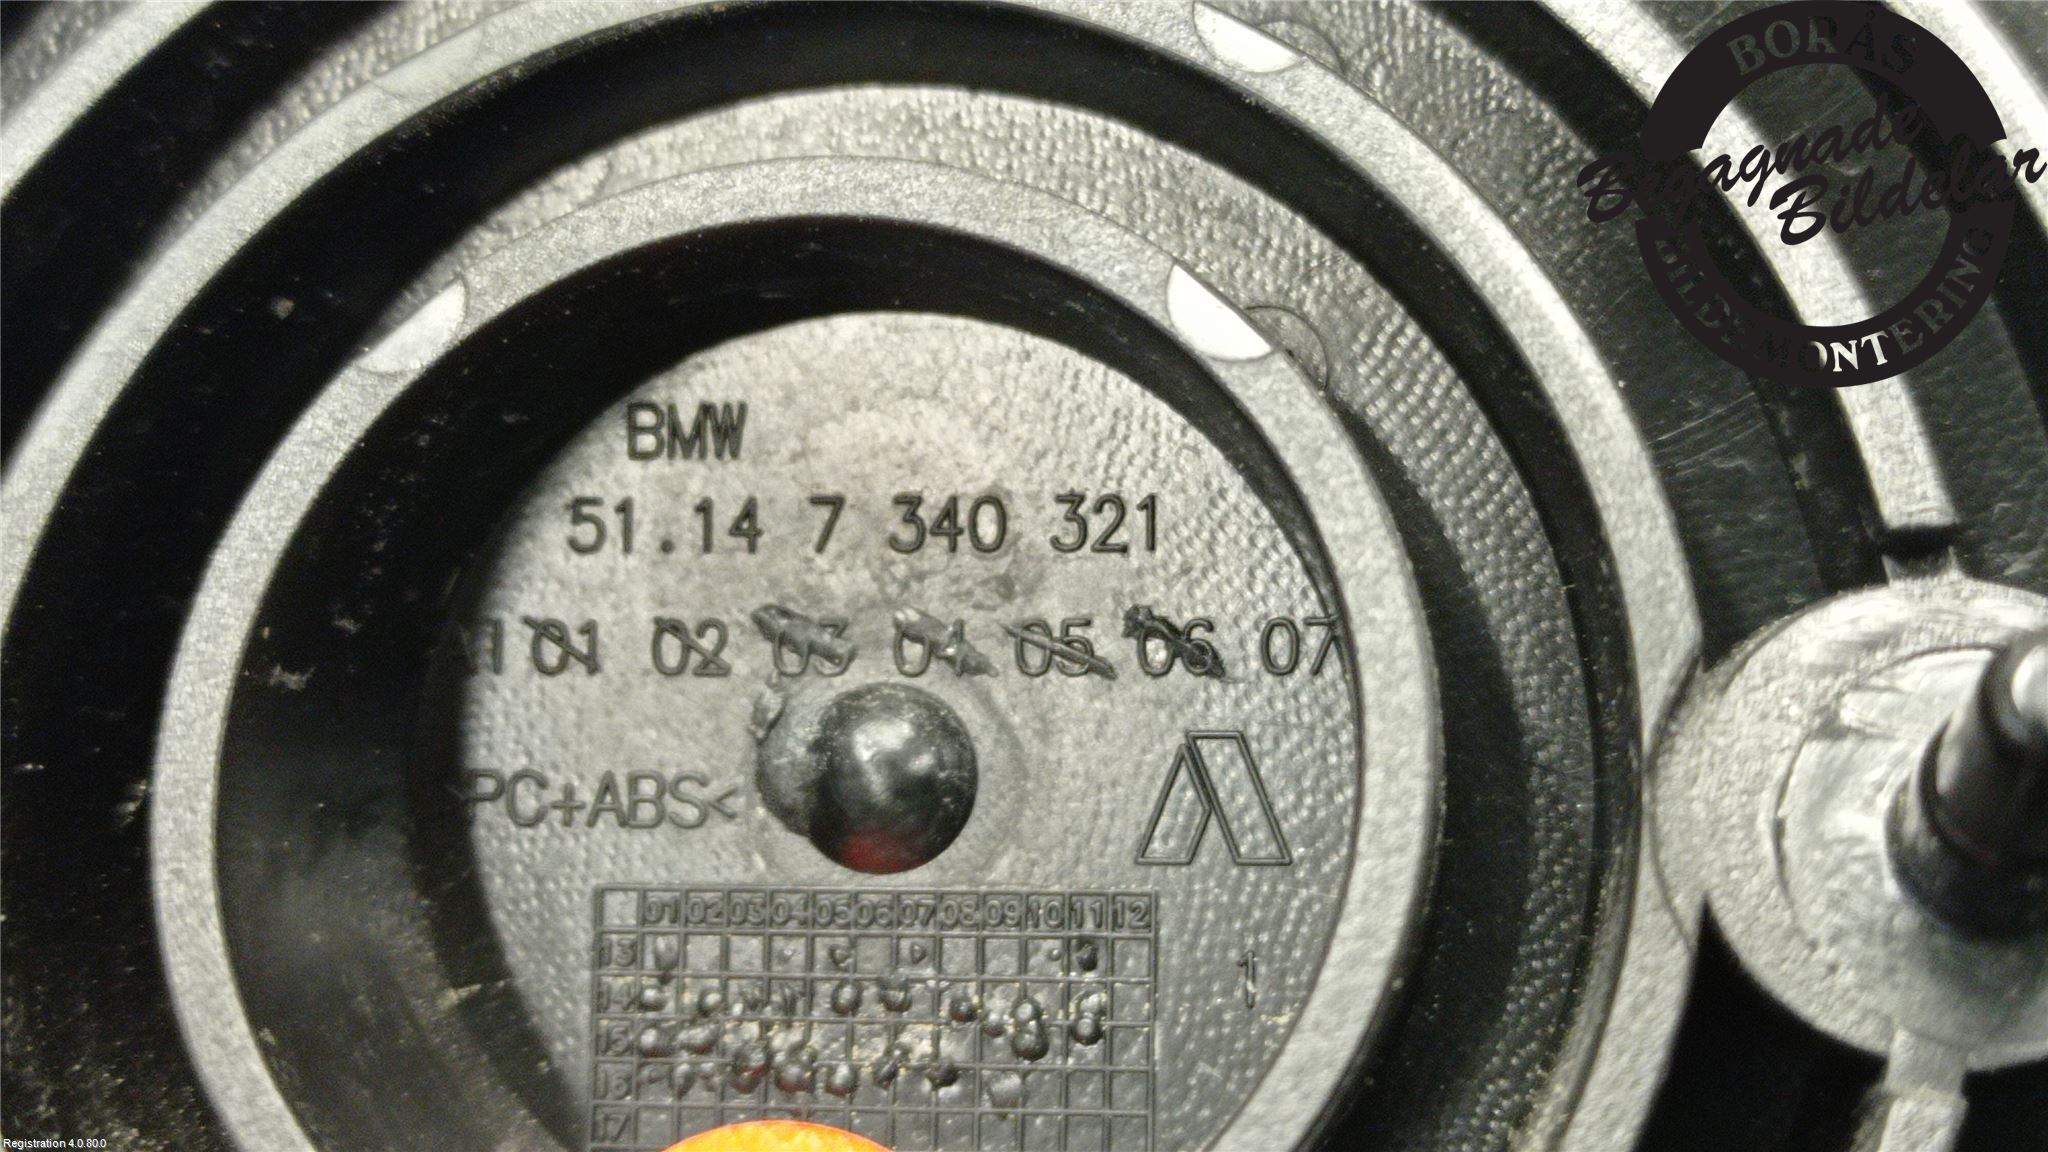 BORÅS
Begagnade
Bildelar
BILDEMONTERING
BMW
51.14 7 340 321
AI 01 02 03 04 05 06 07
>PC+ABS<
01 02 03 04 05 06 07 08 09 10 11 12
13
14
15
16
17
1
Registration 4.0.80.0